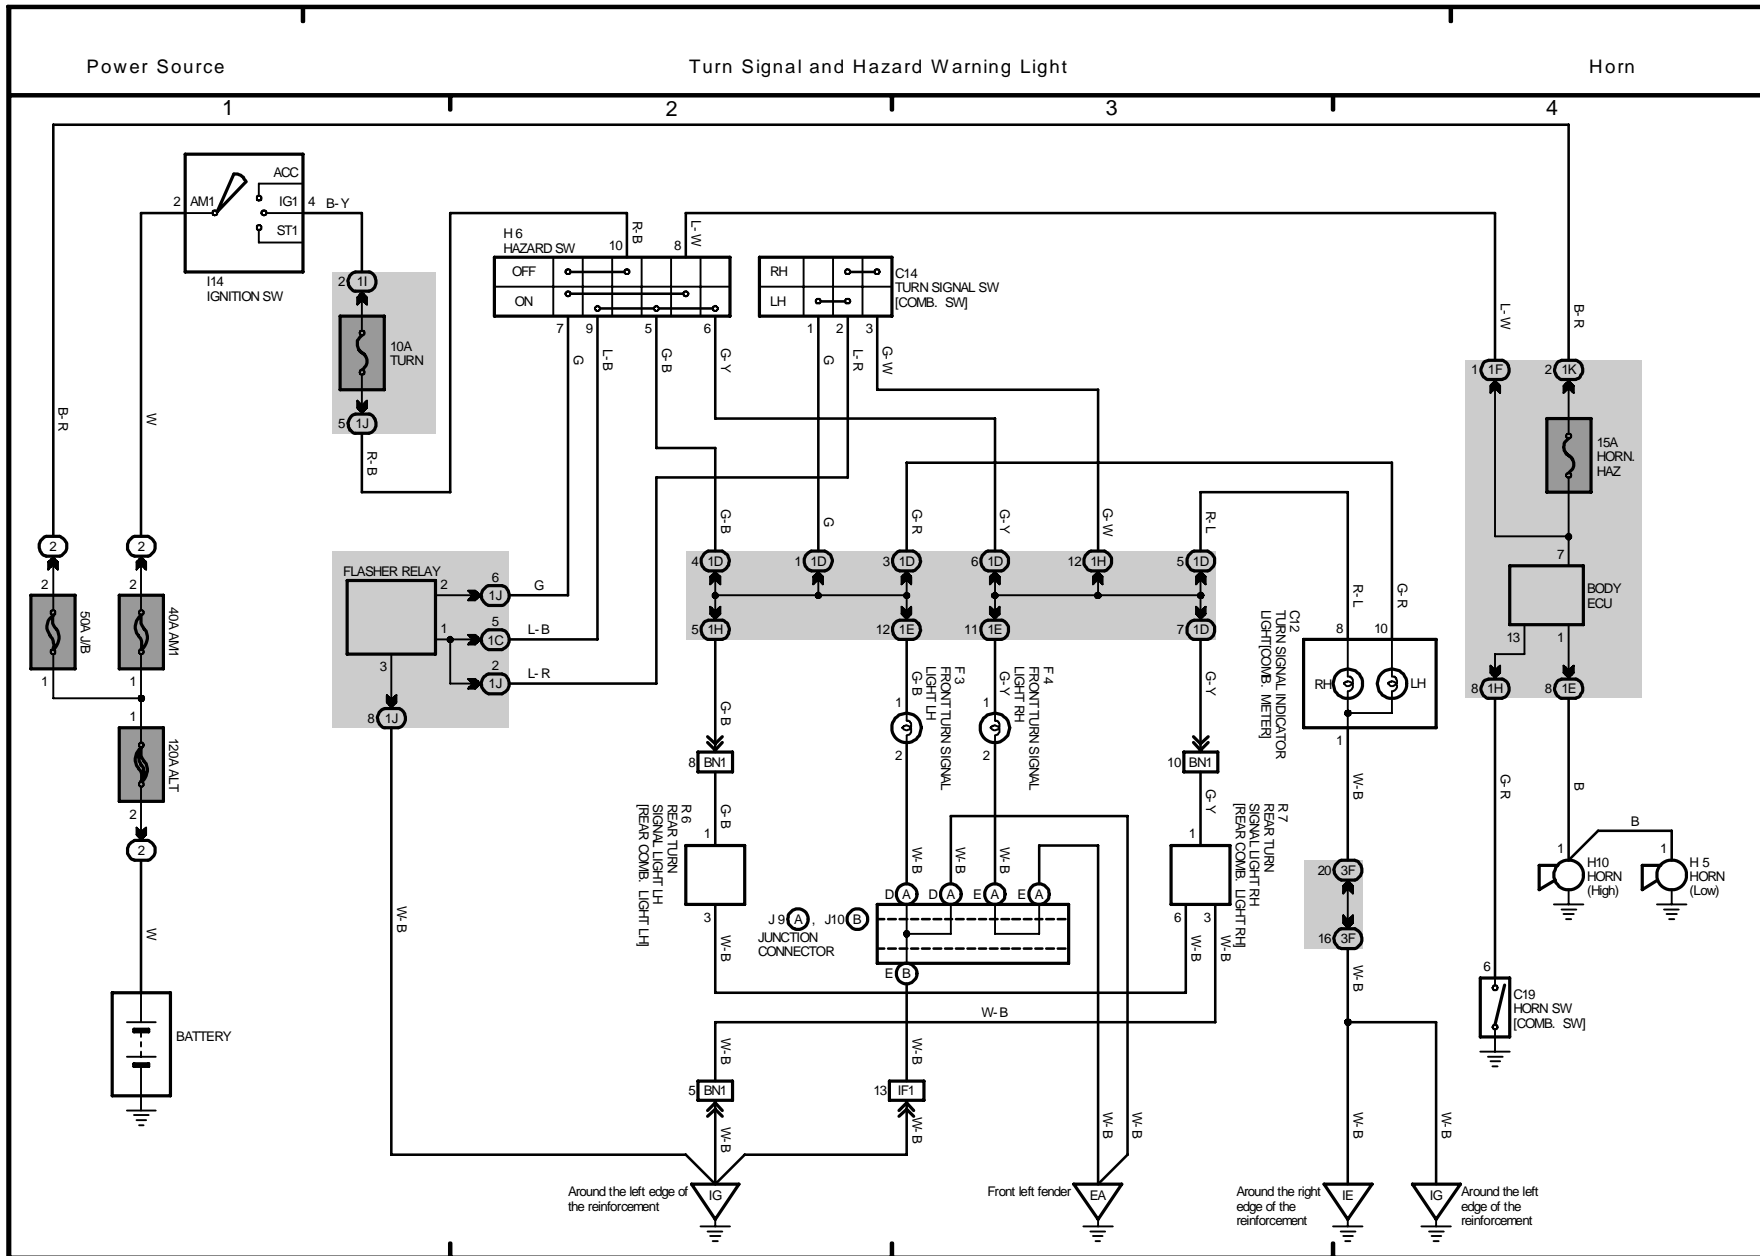 Power Source
Turn Signal and Hazard Warning Light
Horn
1
2
3
4
ACC
2
AM1
IG1
4
B-Y
ST1
I14
IGNITION SW
2
1I
10A
TURN
5
1J
R-B
B-R
W
2
2
2
2
50A J/B
40A AM1
1
1
1
120A ALT
2
2
W
BATTERY
H 6
HAZARD SW
10
R-B
8
L-W
OFF
ON
7
9
5
6
G
L-B
G-B
G-Y
RH
LH
C14
TURN SIGNAL SW
[COMB. SW]
1
2
3
G
L-R
G-W
L-W
B-R
1
1F
2
1K
15A
HORN.
HAZ
7
BODY
ECU
13
1
8
1H
8
1E
G-R
B
B
1
1
H10
HORN
(High)
H 5
HORN
(Low)
6
C19
HORN SW
[COMB. SW]
FLASHER RELAY
2
6
1J
G
1
5
1C
L-B
2
1J
L-R
3
8
1J
W-B
G-B
G
G-R
G-Y
G-W
R-L
4
1D
1
1D
3
1D
6
1D
12
1H
5
1D
5
1H
12
1E
11
1E
7
1D
G-B
G-B
G-Y
G-Y
R-L
G-R
8
10
RH
LH
C12
TURN SIGNAL INDICATOR
LIGHT[COMB. METER]
1
W-B
1
F 3
FRONT TURN SIGNAL
LIGHT LH
2
1
F 4
FRONT TURN SIGNAL
LIGHT RH
2
8
BN1
10
BN1
G-B
G-Y
R 6
REAR TURN
SIGNAL LIGHT LH
[REAR COMB. LIGHT LH]
1
3
W-B
R 7
REAR TURN
SIGNAL LIGHT RH
[REAR COMB. LIGHT RH]
1
6
3
W-B
W-B
W-B
W-B
W-B
D
A
D
A
E
A
E
A
J 9
A
, J10
B
JUNCTION
CONNECTOR
E
B
20
3F
16
3F
W-B
W-B
W-B
W-B
5
BN1
13
IF1
W-B
W-B
W-B
W-B
W-B
W-B
Around the left edge of
the reinforcement
IG
Front left fender
EA
Around the right
edge of the
reinforcement
IE
IG
Around the left
edge of the
reinforcement